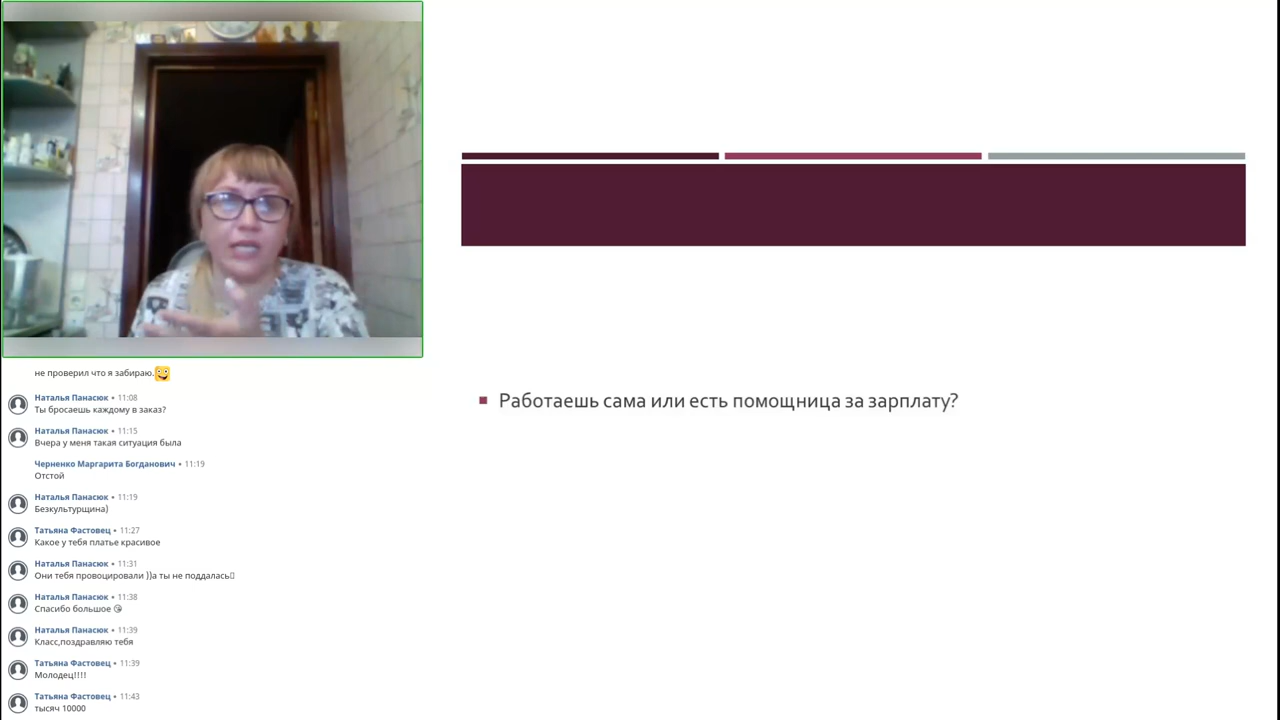 не проверил что я забираю.
Наталья Панасюк • 11:08
Ты бросаешь каждому в заказ?
Наталья Панасюк • 11:15
Вчера у меня такая ситуация была
Черненко Маргарита Богданович • 11:19
Отстой
Наталья Панасюк • 11:19
Безкультурщина)
Татьяна Фастовец • 11:27
Какое у тебя платье красивое
Наталья Панасюк • 11:31
Они тебя провоцировали ))а ты не поддалась
Наталья Панасюк • 11:38
Спасибо большое 😘
Наталья Панасюк • 11:39
Класс,поздравляю тебя
Татьяна Фастовец • 11:39
Молодец!!!!
Татьяна Фастовец • 11:43
тысяч 10000
Работаешь сама или есть помощница за зарплату?